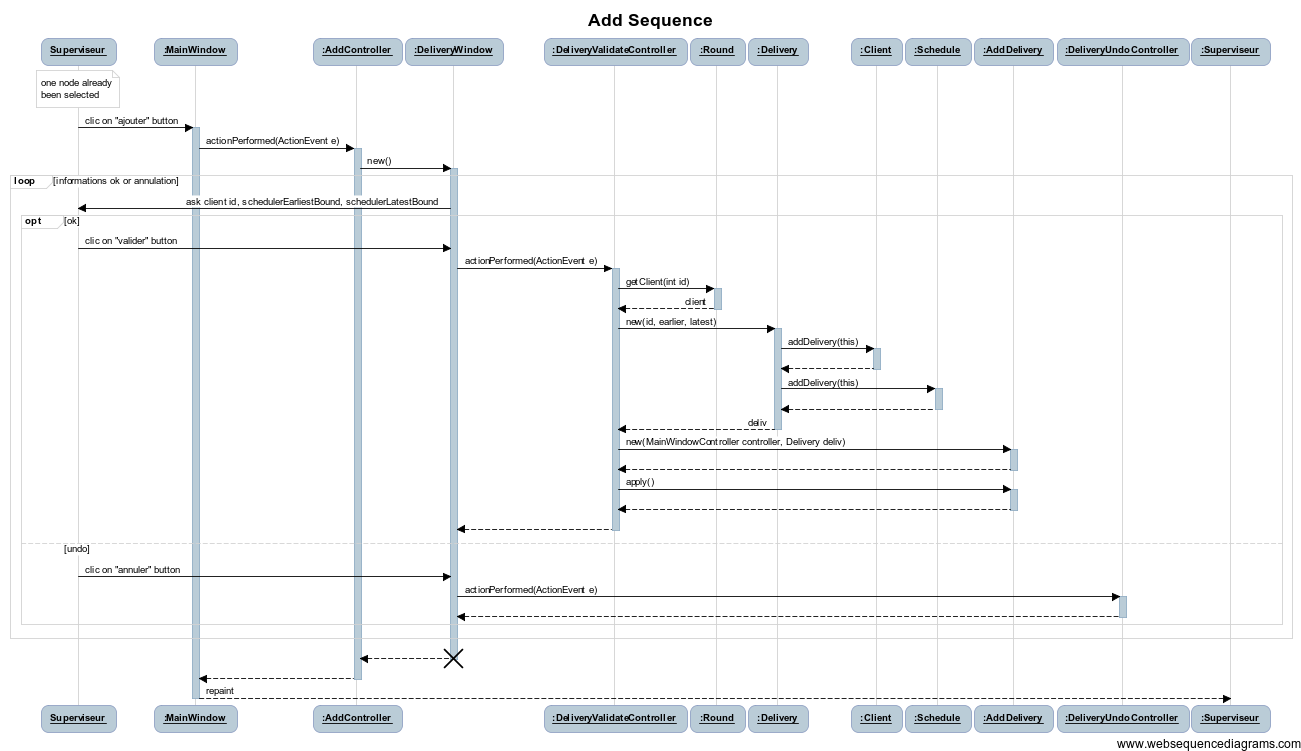 Add Sequence
Superviseur :MainWindow :AddController :DeliveryWindow :DeliveryValidateController :Round :Delivery :Client :Schedule :AddDelivery :DeliveryUndoController :Superviseur
one node already
been selected
clic on "ajouter" button
actionPerformed(ActionEvent e)
new()
loop [informations ok or annulation]
ask client id, schedulerEarliestBound, schedulerLatestBound
opt [ok]
clic on "valider" button
actionPerformed(ActionEvent e)
getClient(int id)
client
new(id, earlier, latest)
addDelivery(this)
addDelivery(this)
deliv
new(MainWindowController controller, Delivery deliv)
apply()
[undo]
clic on "annuler" button
actionPerformed(ActionEvent e)
repaint
Superviseur :MainWindow :AddController :DeliveryValidateController :Round :Delivery :Client :Schedule :AddDelivery :DeliveryUndoController :Superviseur
www.websequencediagrams.com